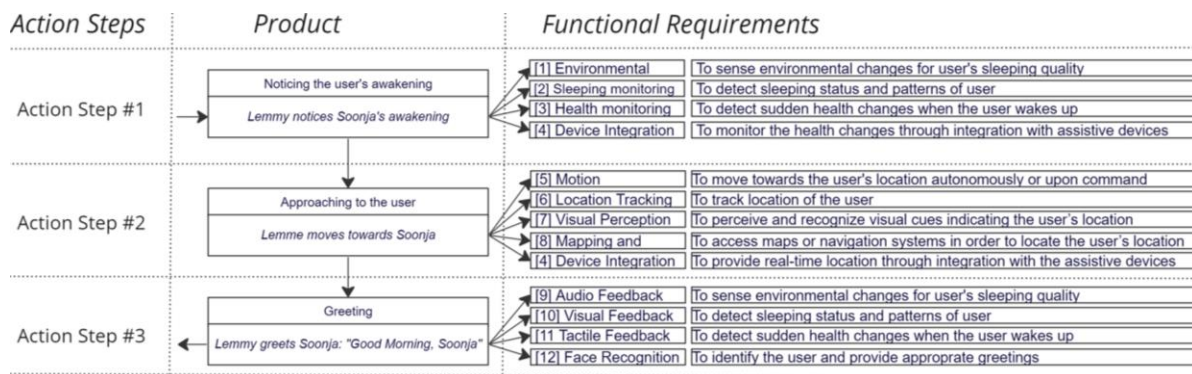 Action Steps Product Functional Requirements
Action Step #1
Noticing the user's awakening
Lemmy notices Soonja's awakening
[1] Environmental To sense environmental changes for user's sleeping quality
[2] Sleeping monitoring To detect sleeping status and patterns of user
[3] Health monitoring To detect sudden health changes when the user wakes up
[4] Device Integration To monitor the health changes through integration with assistive devices
Action Step #2
Approaching to the user
Lemme moves towards Soonja
[5] Motion To move towards the user's location autonomously or upon command
[6] Location Tracking To track location of the user
[7] Visual Perception To perceive and recognize visual cues indicating the user's location
[8] Mapping and To access maps or navigation systems in order to locate the user's location
[4] Device Integration To provide real-time location through integration with the assistive devices
Action Step #3
Greeting
Lemmy greets Soonja: "Good Morning, Soonja"
[9] Audio Feedback To sense environmental changes for user's sleeping quality
[10] Visual Feedback To detect sleeping status and patterns of user
[11 Tactile Feedback To detect sudden health changes when the user wakes up
[12] Face Recognition To identify the user and provide approprate greetings